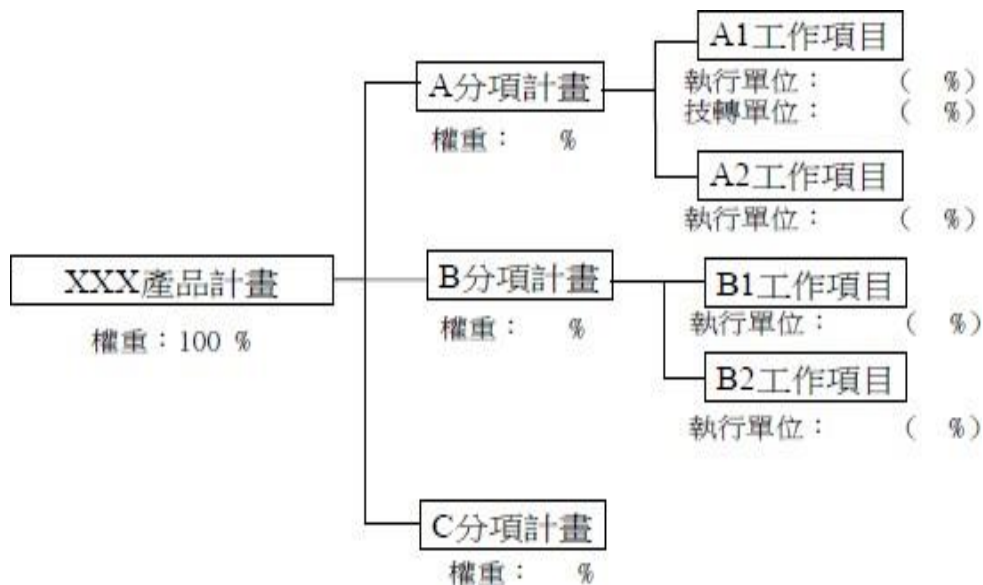 A1工作項目
執行單位： （ %）
技轉單位： （ %）
A分項計畫
權重： %
A2工作項目
執行單位： （ %）
XXX產品計畫
權重：100 %
B分項計畫
權重： %
B1工作項目
執行單位： （ %）
B2工作項目
執行單位： （ %）
C分項計畫
權重： %